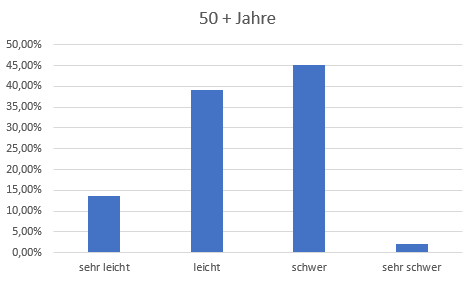 50 + Jahre
50,00%
45,00%
40,00%
35,00%
30,00%
25,00%
20,00%
15,00%
10,00%
5,00%
0,00%
sehr leicht
leicht
schwer
sehr schwer